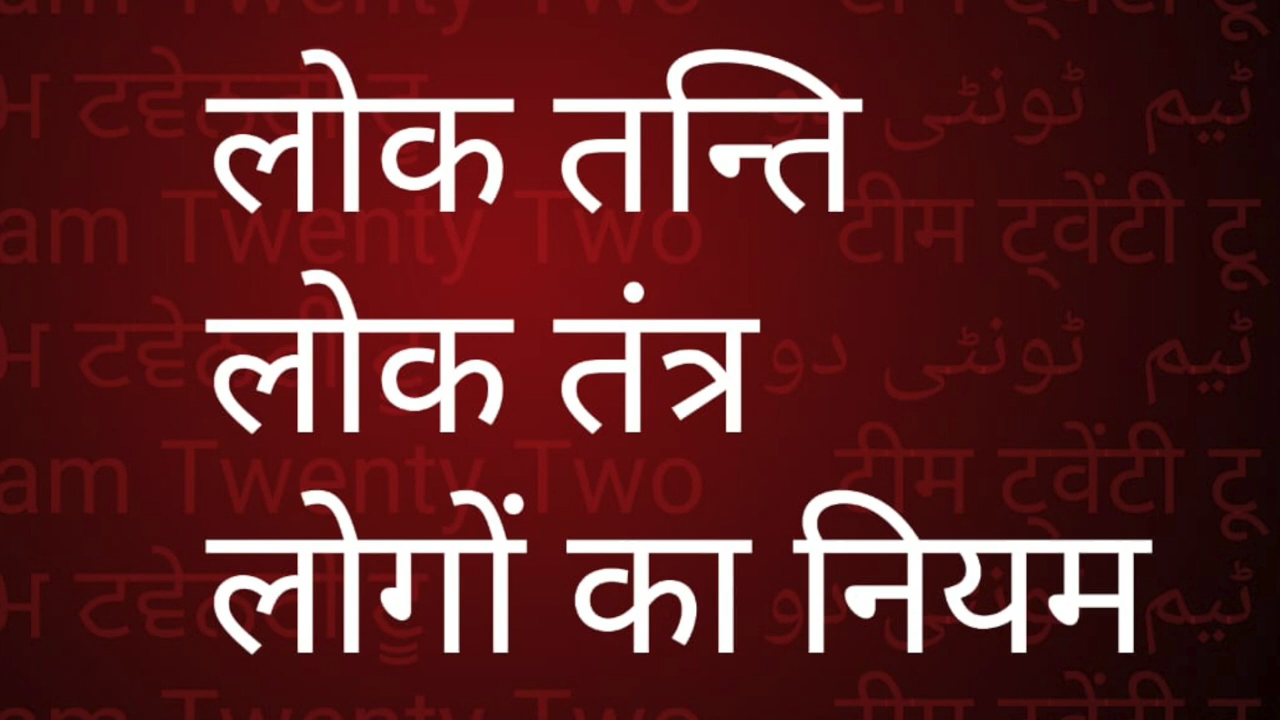 लोक तन्ति
लोक तंत्र
लोगों का नियम